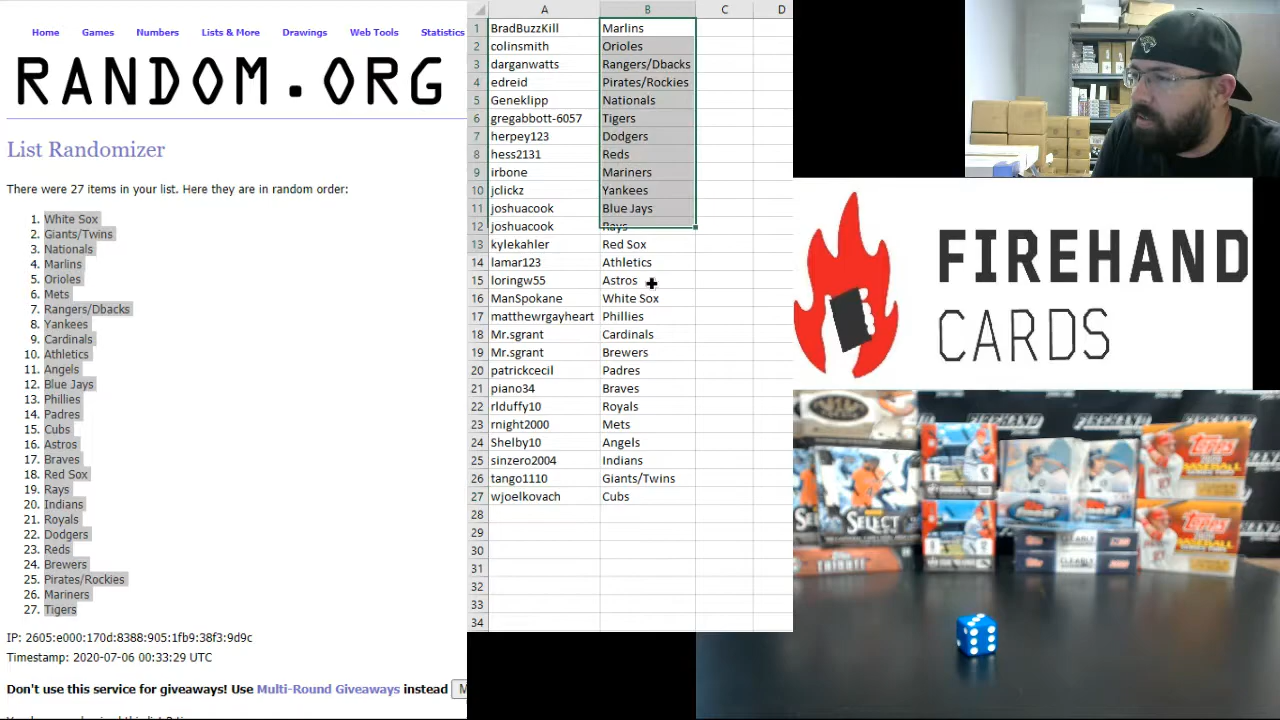 Home Games Numbers Lists & More Drawings Web Tools Statistics
RANDOM.ORG
List Randomizer
There were 27 items in your list. Here they are in random order:
1. White Sox
2. Giants/Twins
3. Nationals
4. Marlins
5. Orioles
6. Mets
7. Rangers/Dbacks
8. Yankees
9. Cardinals
10. Athletics
11. Angels
12. Blue Jays
13. Phillies
14. Padres
15. Cubs
16. Astros
17. Braves
18. Red Sox
19. Rays
20. Indians
21. Royals
22. Dodgers
23. Reds
24. Brewers
25. Pirates/Rockies
26. Mariners
27. Tigers
IP: 2605:e000:170d:8388:905:1fb9:38f3:9d9c
Timestamp: 2020-07-06 00:33:29 UTC
Don't use this service for giveaways! Use Multi-Round Giveaways instead
A B C D
1 BradBuzzKill Marlins
2 colinsmith Orioles
3 darganwatts Rangers/Dbacks
4 edreid Pirates/Rockies
5 Geneklipp Nationals
6 gregabbott-6057 Tigers
7 herpey123 Dodgers
8 hess2131 Reds
9 irbone Mariners
10 jclickz Yankees
11 joshuacook Blue Jays
12 joshuacook Rays
13 kylekahler Red Sox
14 lamar123 Athletics
15 loringw55 Astros
16 ManSpokane White Sox
17 matthewrgayheart Phillies
18 Mr.sgrant Cardinals
19 Mr.sgrant Brewers
20 patrickcecil Padres
21 piano34 Braves
22 rlduffy10 Royals
23 rnight2000 Mets
24 Shelby10 Angels
25 sinzero2004 Indians
26 tango1110 Giants/Twins
27 wjoelkovach Cubs
28
29
30
31
32
33
34
FIREHAND
CARDS
SELECT
Topps
BASEBALL
Topps
CLEARLY
CLEARLY